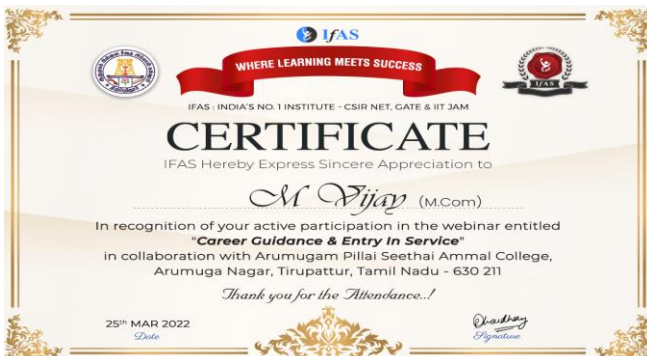 IfAS
WHERE LEARNING MEETS SUCCESS
IFAS
IFAS : INDIA'S NO. 1 INSTITUTE - CSIR NET, GATE & IIT JAM
CERTIFICATE
IFAS Hereby Express Sincere Appreciation to
M Vijay (M.Com)
In recognition of your active participation in the webinar entitled
"Career Guidance & Entry In Service"
in collaboration with Arumugam Pillai Seethai Ammal College,
Arumuga Nagar, Tirupattur, Tamil Nadu - 630 211
Thank you for the Attendance..!
25th MAR 2022
Date
Chaudhary
Signature